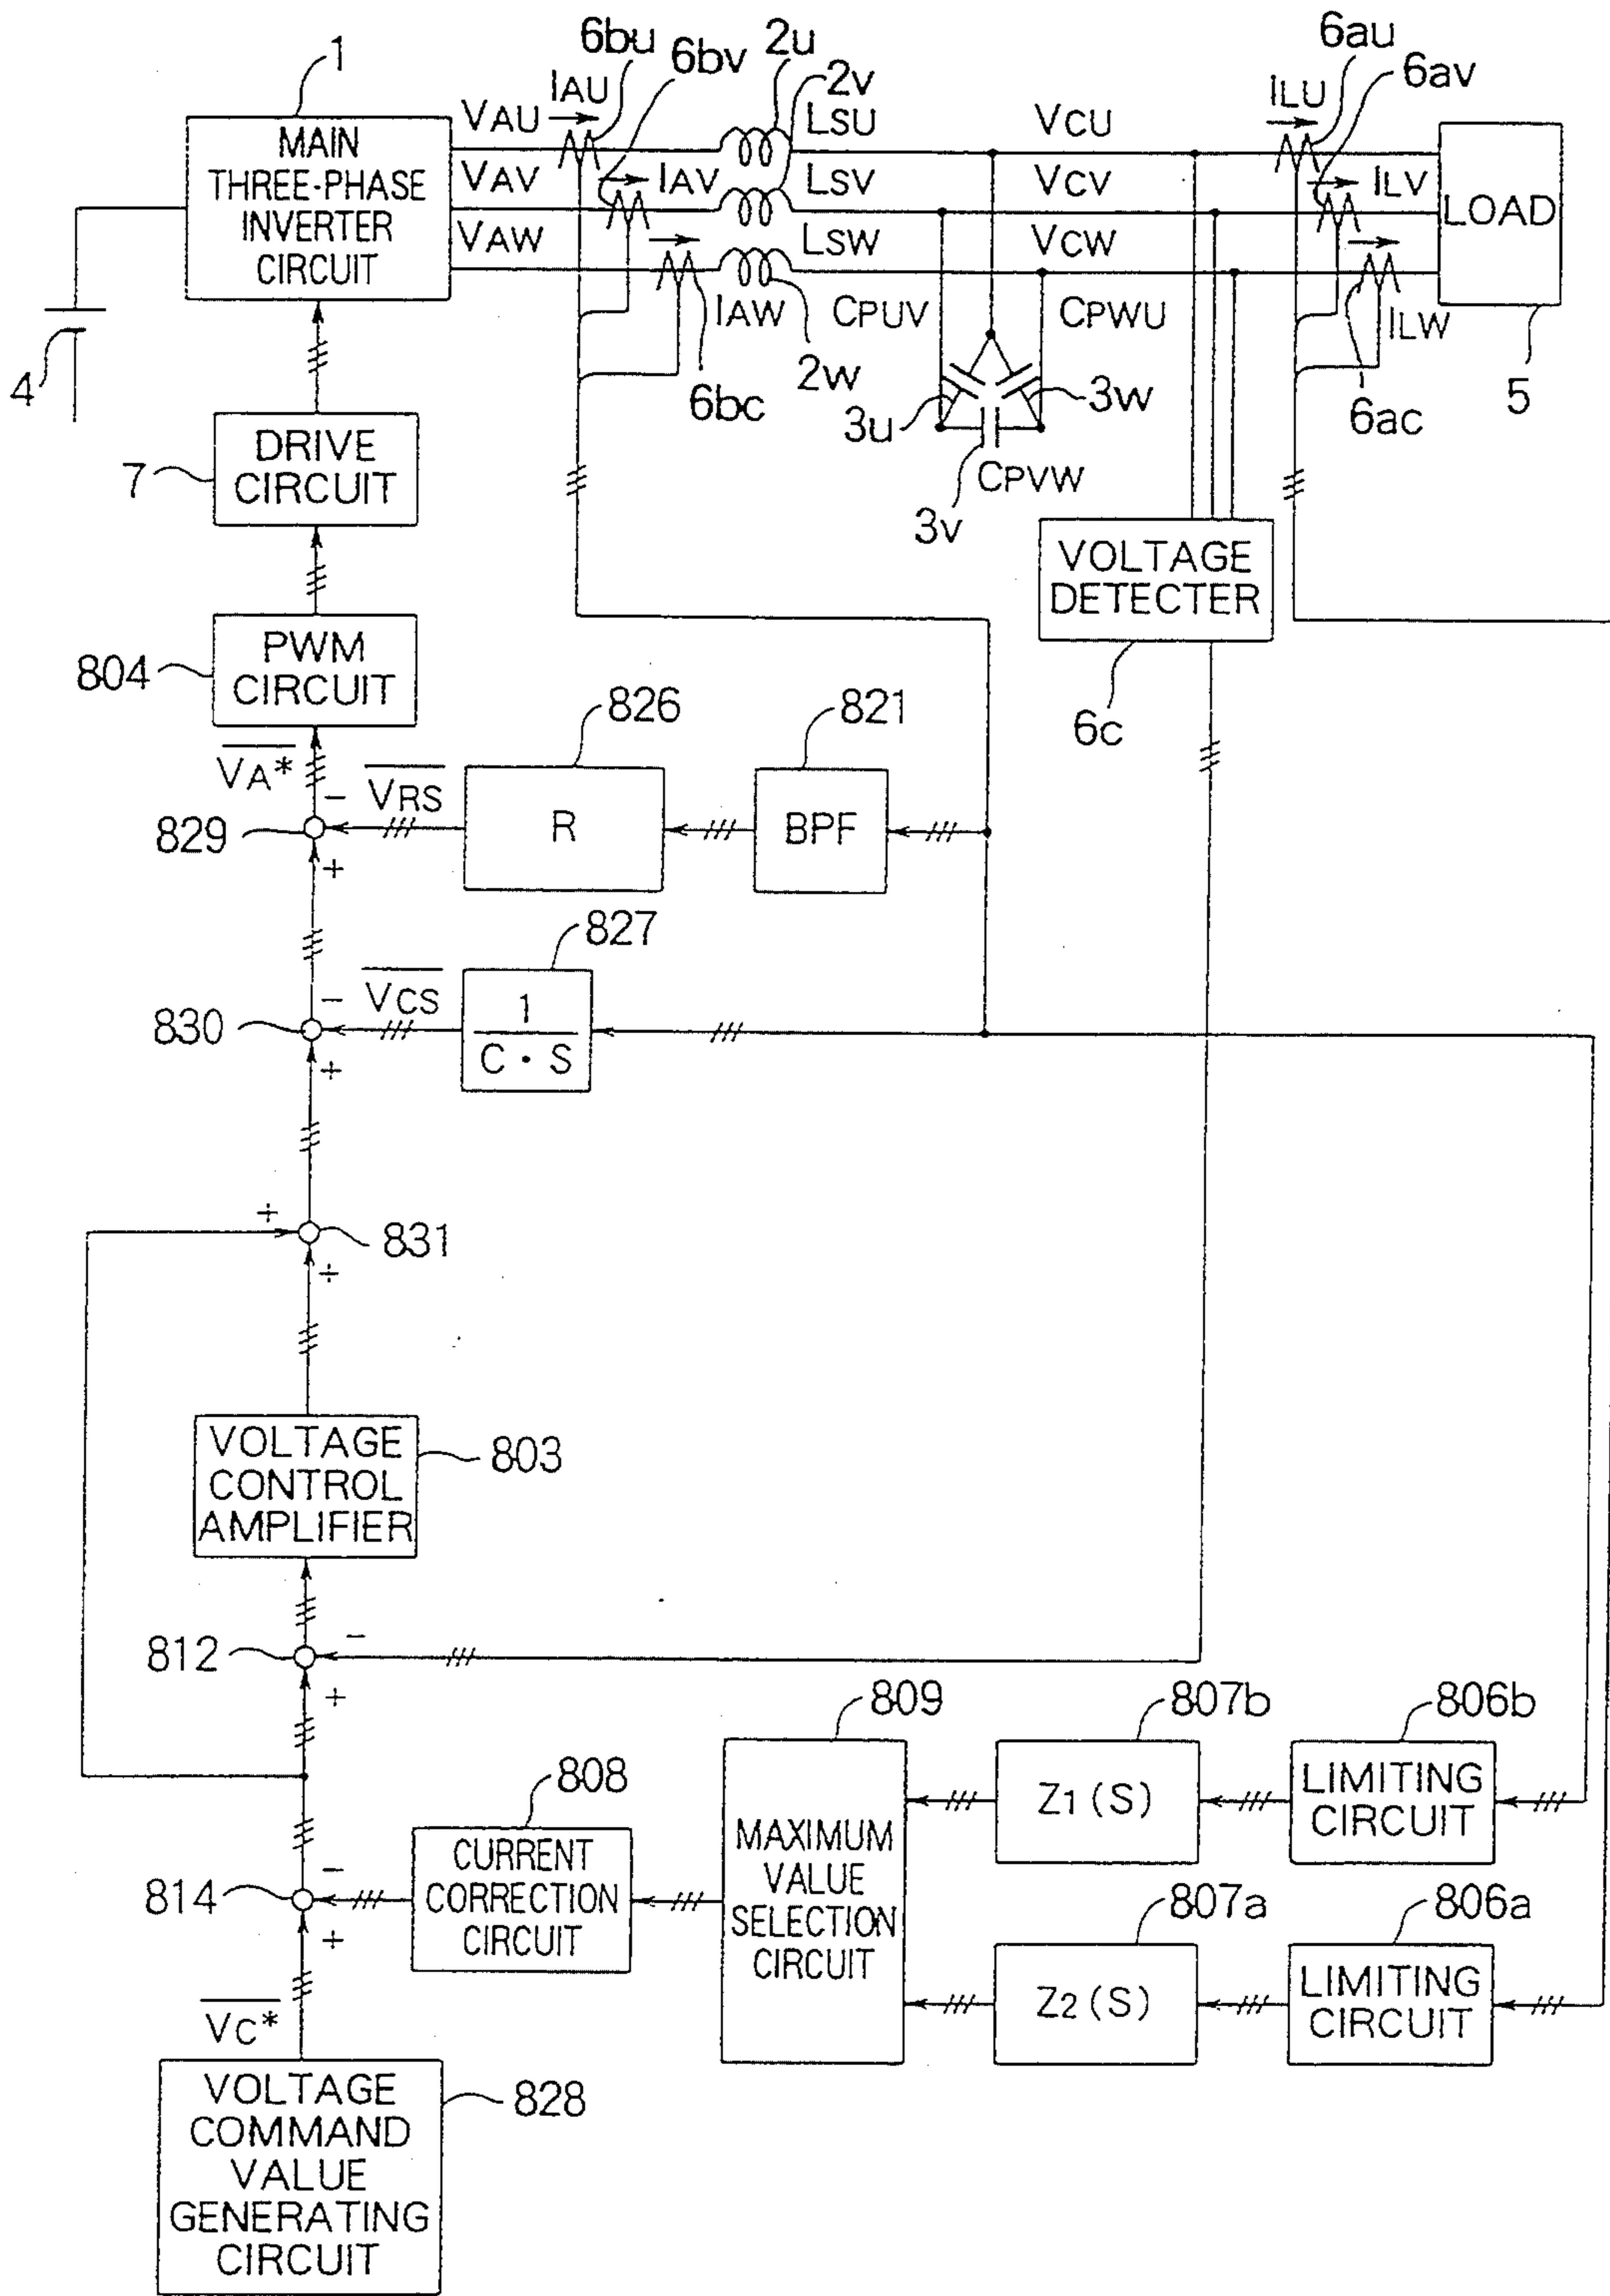 6bu
2u
6au
1
6bv
2v
6av
IAU
ILU
VAU
LSU
VCU
MAIN
THREE-PHASE
INVERTER
CIRCUIT
VAV
IAV
LSV
VCV
ILV
LOAD
VAW
LSW
VCW
IAW
CPUV
CPWU
ILW
4
2w
6bc
3u
3w
6ac
5
DRIVE
CIRCUIT
7
CPVW
3v
VOLTAGE
DETECTER
PWM
CIRCUIT
804
826
821
6c
VA*
−
VRS
R
BPF
829
+
827
−
VCS
1
C · S
830
+
+
831
+
VOLTAGE
CONTROL
AMPLIFIER
803
812
−
+
809
807b
806b
808
Z1(S)
LIMITING
CIRCUIT
CURRENT
CORRECTION
CIRCUIT
MAXIMUM
VALUE
SELECTION
CIRCUIT
−
814
+
807a
806a
Z2(S)
LIMITING
CIRCUIT
VC*
VOLTAGE
COMMAND
VALUE
GENERATING
CIRCUIT
828